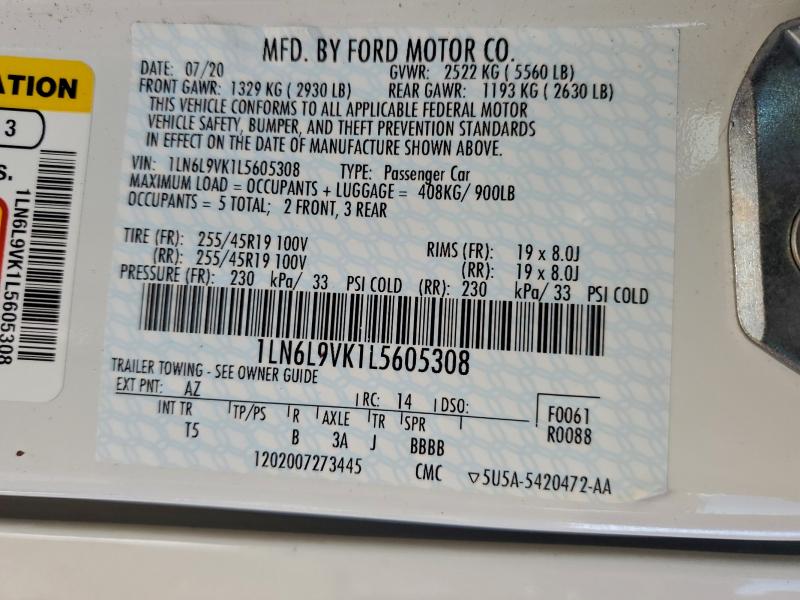 ATION
3
S.
1LN6L9VK1L5605308
MFD. BY FORD MOTOR CO.
DATE: 07/20 GVWR: 2522 KG ( 5560 LB)
FRONT GAWR: 1329 KG ( 2930 LB) REAR GAWR: 1193 KG ( 2630 LB)
THIS VEHICLE CONFORMS TO ALL APPLICABLE FEDERAL MOTOR
VEHICLE SAFETY, BUMPER, AND THEFT PREVENTION STANDARDS
IN EFFECT ON THE DATE OF MANUFACTURE SHOWN ABOVE.
VIN: 1LN6L9VK1L5605308 TYPE: Passenger Car
MAXIMUM LOAD = OCCUPANTS + LUGGAGE = 408KG/ 900LB
OCCUPANTS = 5 TOTAL; 2 FRONT, 3 REAR
TIRE (FR): 255/45R19 100V RIMS (FR): 19 x 8.0J
(RR): 255/45R19 100V (RR): 19 x 8.0J
PRESSURE (FR): 230 kPa/ 33 PSI COLD (RR): 230 kPa/ 33 PSI COLD
1LN6L9VK1L5605308
TRAILER TOWING - SEE OWNER GUIDE
EXT PNT: AZ RC: 14 DSO: F0061
INT TR TP/PS R AXLE TR SPR R0088
T5 B 3A J BBBB
1202007273445 CMC ▽5U5A-5420472-AA